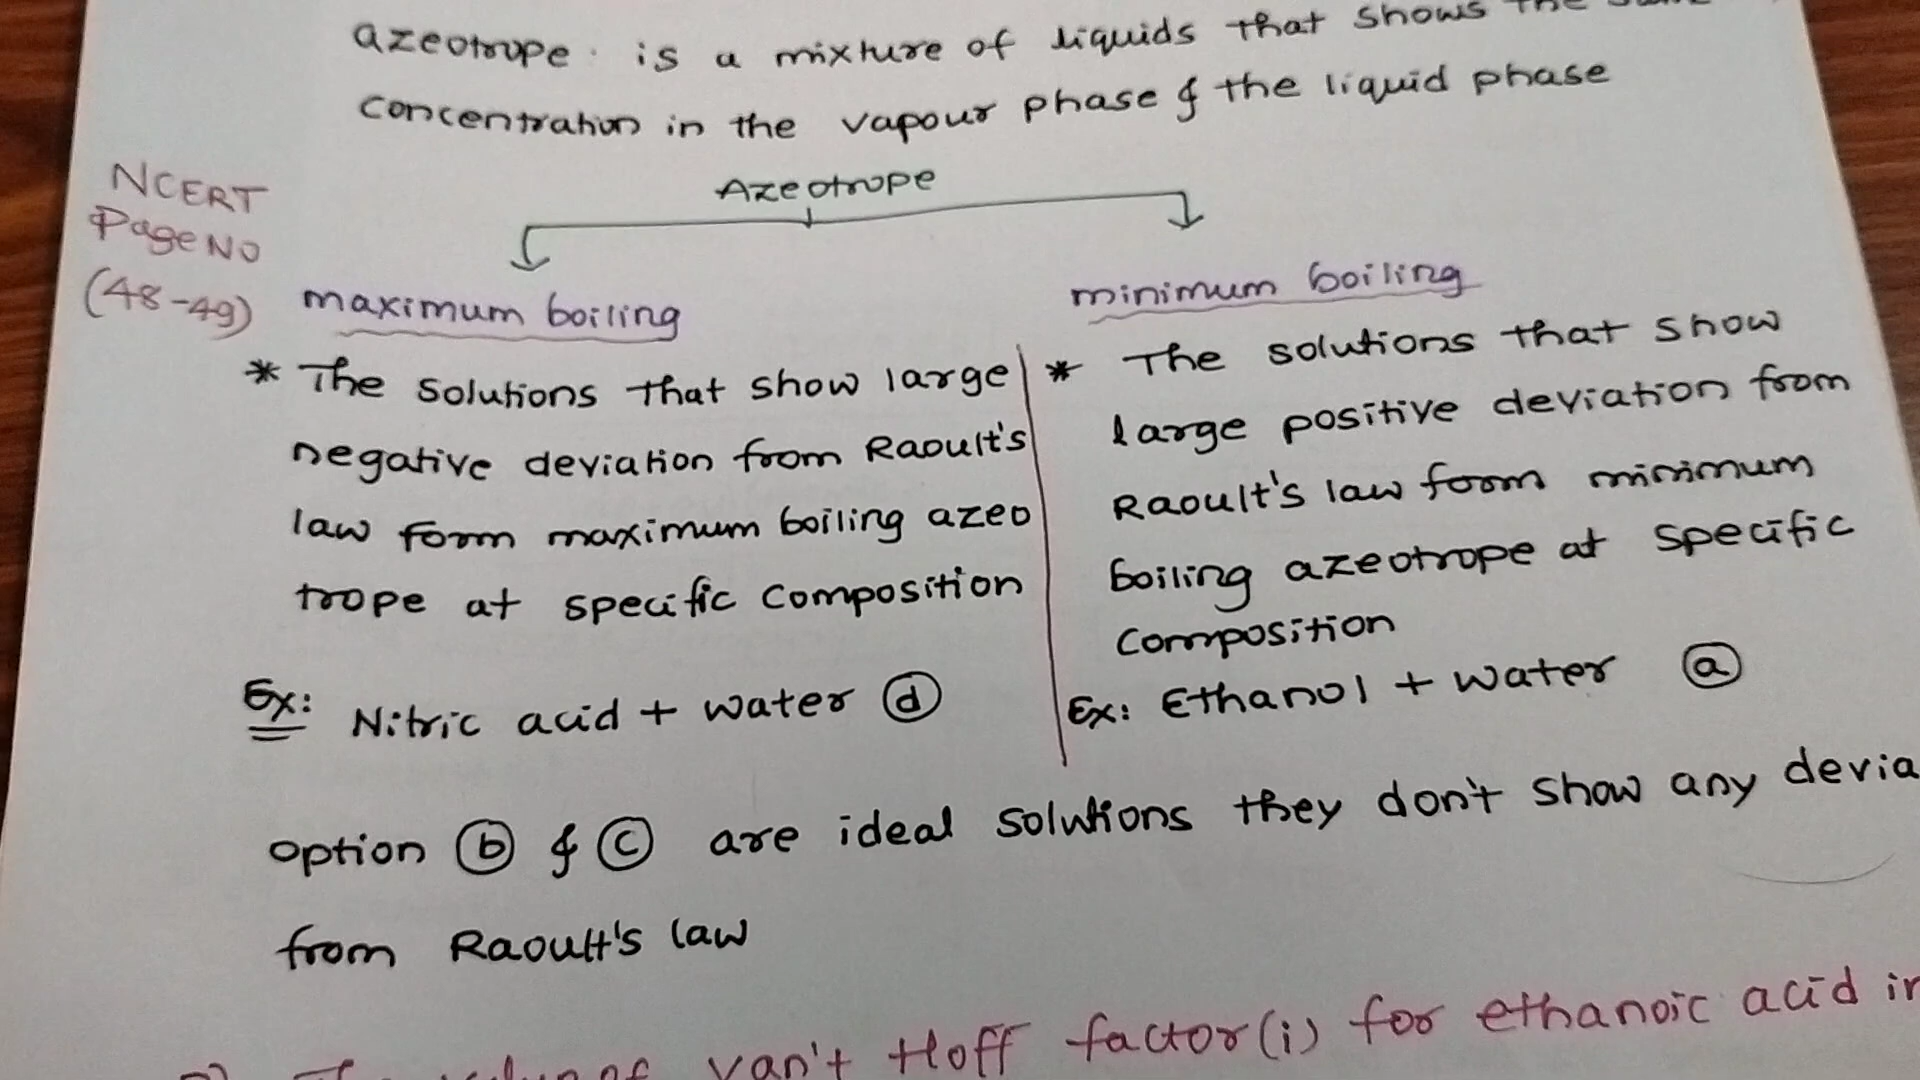 azeotrope is a mixture of liquids that shows the
concentration in the vapour phase & the liquid phase
Azeotrope
NCERT
Page NO
(48-49)
maximum boiling
* The solutions that show large
negative deviation from Raoult's
law form maximum boiling azeo
trope at specific composition
Ex: Nitric acid + water ⓓ
minimum boiling
* The solutions that show
large positive deviation from
Raoult's law form minimum
boiling azeotrope at specific
composition
Ex: Ethanol + water ⓐ
option ⓑ & ⓒ are ideal solutions they don't show any devia
from Raoult's law
van't Hoff factor (i) for ethanoic acid in